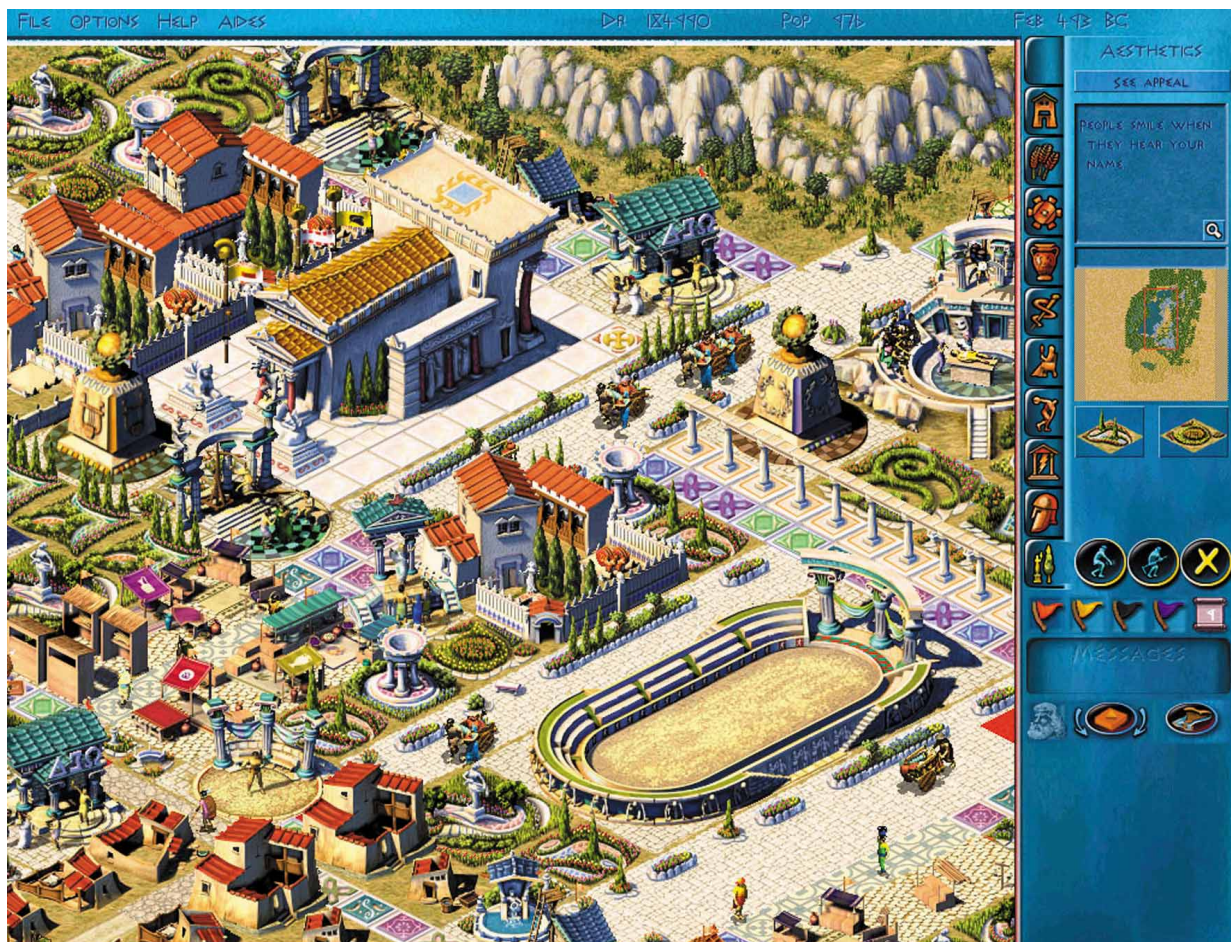 FILE OPTIONS HELP AIDES DR 184990 POP 976 FEB 493 BC
AESTHETICS
SEE APPEAL
PEOPLE SMILE WHEN
THEY HEAR YOUR
NAME
MESSAGES